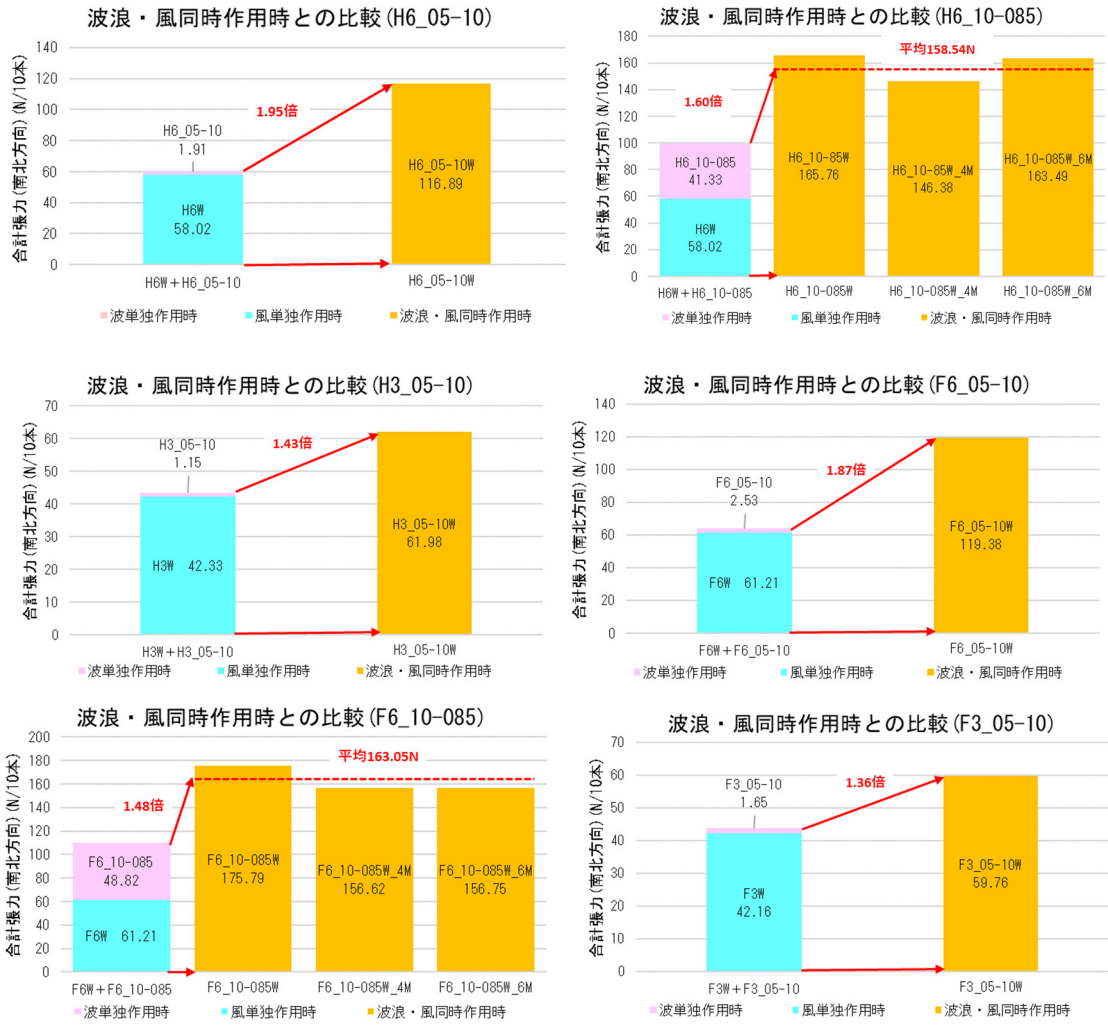 波浪・風同時作用時との比較(H6_05-10)
合計張力(南北方向)(N/10本)
140
120
100
80
60
40
20
0
H6_05-10
1.91
H6W
58.02
1.95倍
H6_05-10W
116.89
H6W＋H6_05-10
H6_05-10W
波単独作用時
風単独作用時
波浪・風同時作用時
波浪・風同時作用時との比較(H6_10-085)
合計張力(南北方向)(N/10本)
180
160
140
120
100
80
60
40
20
0
平均158.54N
1.60倍
H6_10-085
41.33
H6W
58.02
H6_10-85W
165.76
H6_10-85W_4M
146.38
H6_10-085W_6M
163.49
H6W＋H6_10-085
H6_10-085W
H6_10-085W_4M
H6_10-085W_6M
波単独作用時
風単独作用時
波浪・風同時作用時
波浪・風同時作用時との比較(H3_05-10)
合計張力(南北方向)(N/10本)
70
60
50
40
30
20
10
0
H3_05-10
1.15
H3W 42.33
1.43倍
H3_05-10W
61.98
H3W＋H3_05-10
H3_05-10W
波単独作用時
風単独作用時
波浪・風同時作用時
波浪・風同時作用時との比較(F6_05-10)
合計張力(南北方向)(N/10本)
140
120
100
80
60
40
20
0
F6_05-10
2.53
F6W 61.21
1.87倍
F6_05-10W
119.38
F6W＋F6_05-10
F6_05-10W
波単独作用時
風単独作用時
波浪・風同時作用時
波浪・風同時作用時との比較(F6_10-085)
合計張力(南北方向)(N/10本)
200
180
160
140
120
100
80
60
40
20
0
平均163.05N
1.48倍
F6_10-085
48.82
F6W 61.21
F6_10-085W
175.79
F6_10-085W_4M
156.62
F6_10-085W_6M
156.75
F6W＋F6_10-085
F6_10-085W
F6_10-085W_4M
F6_10-085W_6M
波単独作用時
風単独作用時
波浪・風同時作用時
波浪・風同時作用時との比較(F3_05-10)
合計張力(南北方向)(N/10本)
70
60
50
40
30
20
10
0
F3_05-10
1.65
F3W
42.16
1.36倍
F3_05-10W
59.76
F3W＋F3_05-10
F3_05-10W
波単独作用時
風単独作用時
波浪・風同時作用時